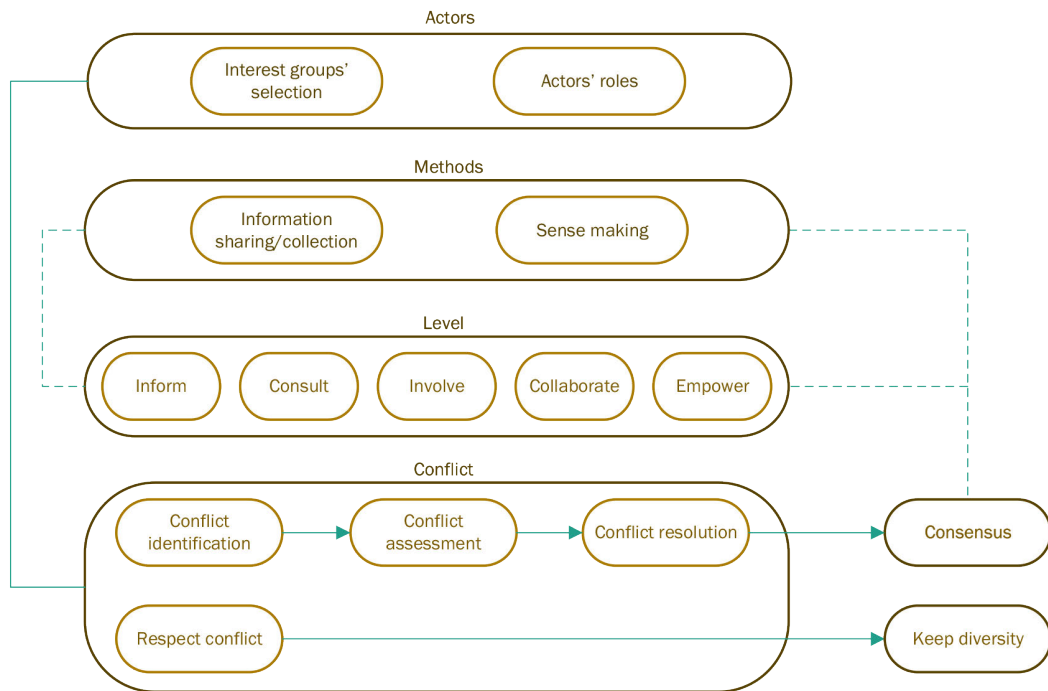 Actors
Interest groups'
selection
Actors' roles
Methods
Information
sharing/collection
Sense making
Level
Inform
Consult
Involve
Collaborate
Empower
Conflict
Conflict
identification
Conflict
assessment
Conflict resolution
Consensus
Respect conflict
Keep diversity